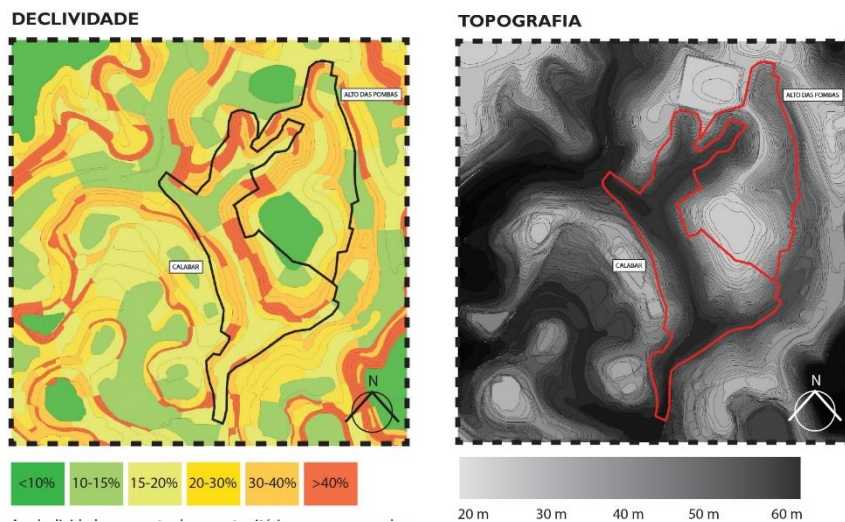 DECLIVIDADE
ALTO DAS POMBAS
CALABAR
N
<10% 10-15% 15-20% 20-30% 30-40% >40%
TOPOGRAFIA
ALTO DAS POMBAS
CALABAR
N
20 m 30 m 40 m 50 m 60 m